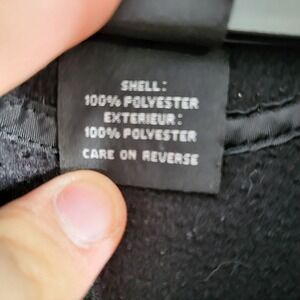 SHELL:
100% POLYESTER
EXTERIEUR:
100% POLYESTER
CARE ON REVERSE